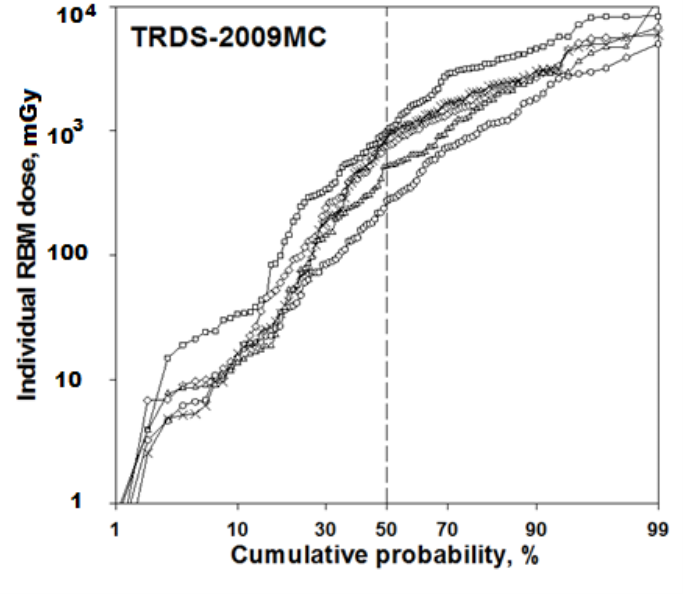 TRDS-2009MC
Individual RBM dose, mGy
10⁴
10³
100
10
1
1 10 30 50 70 90 99
Cumulative probability, %